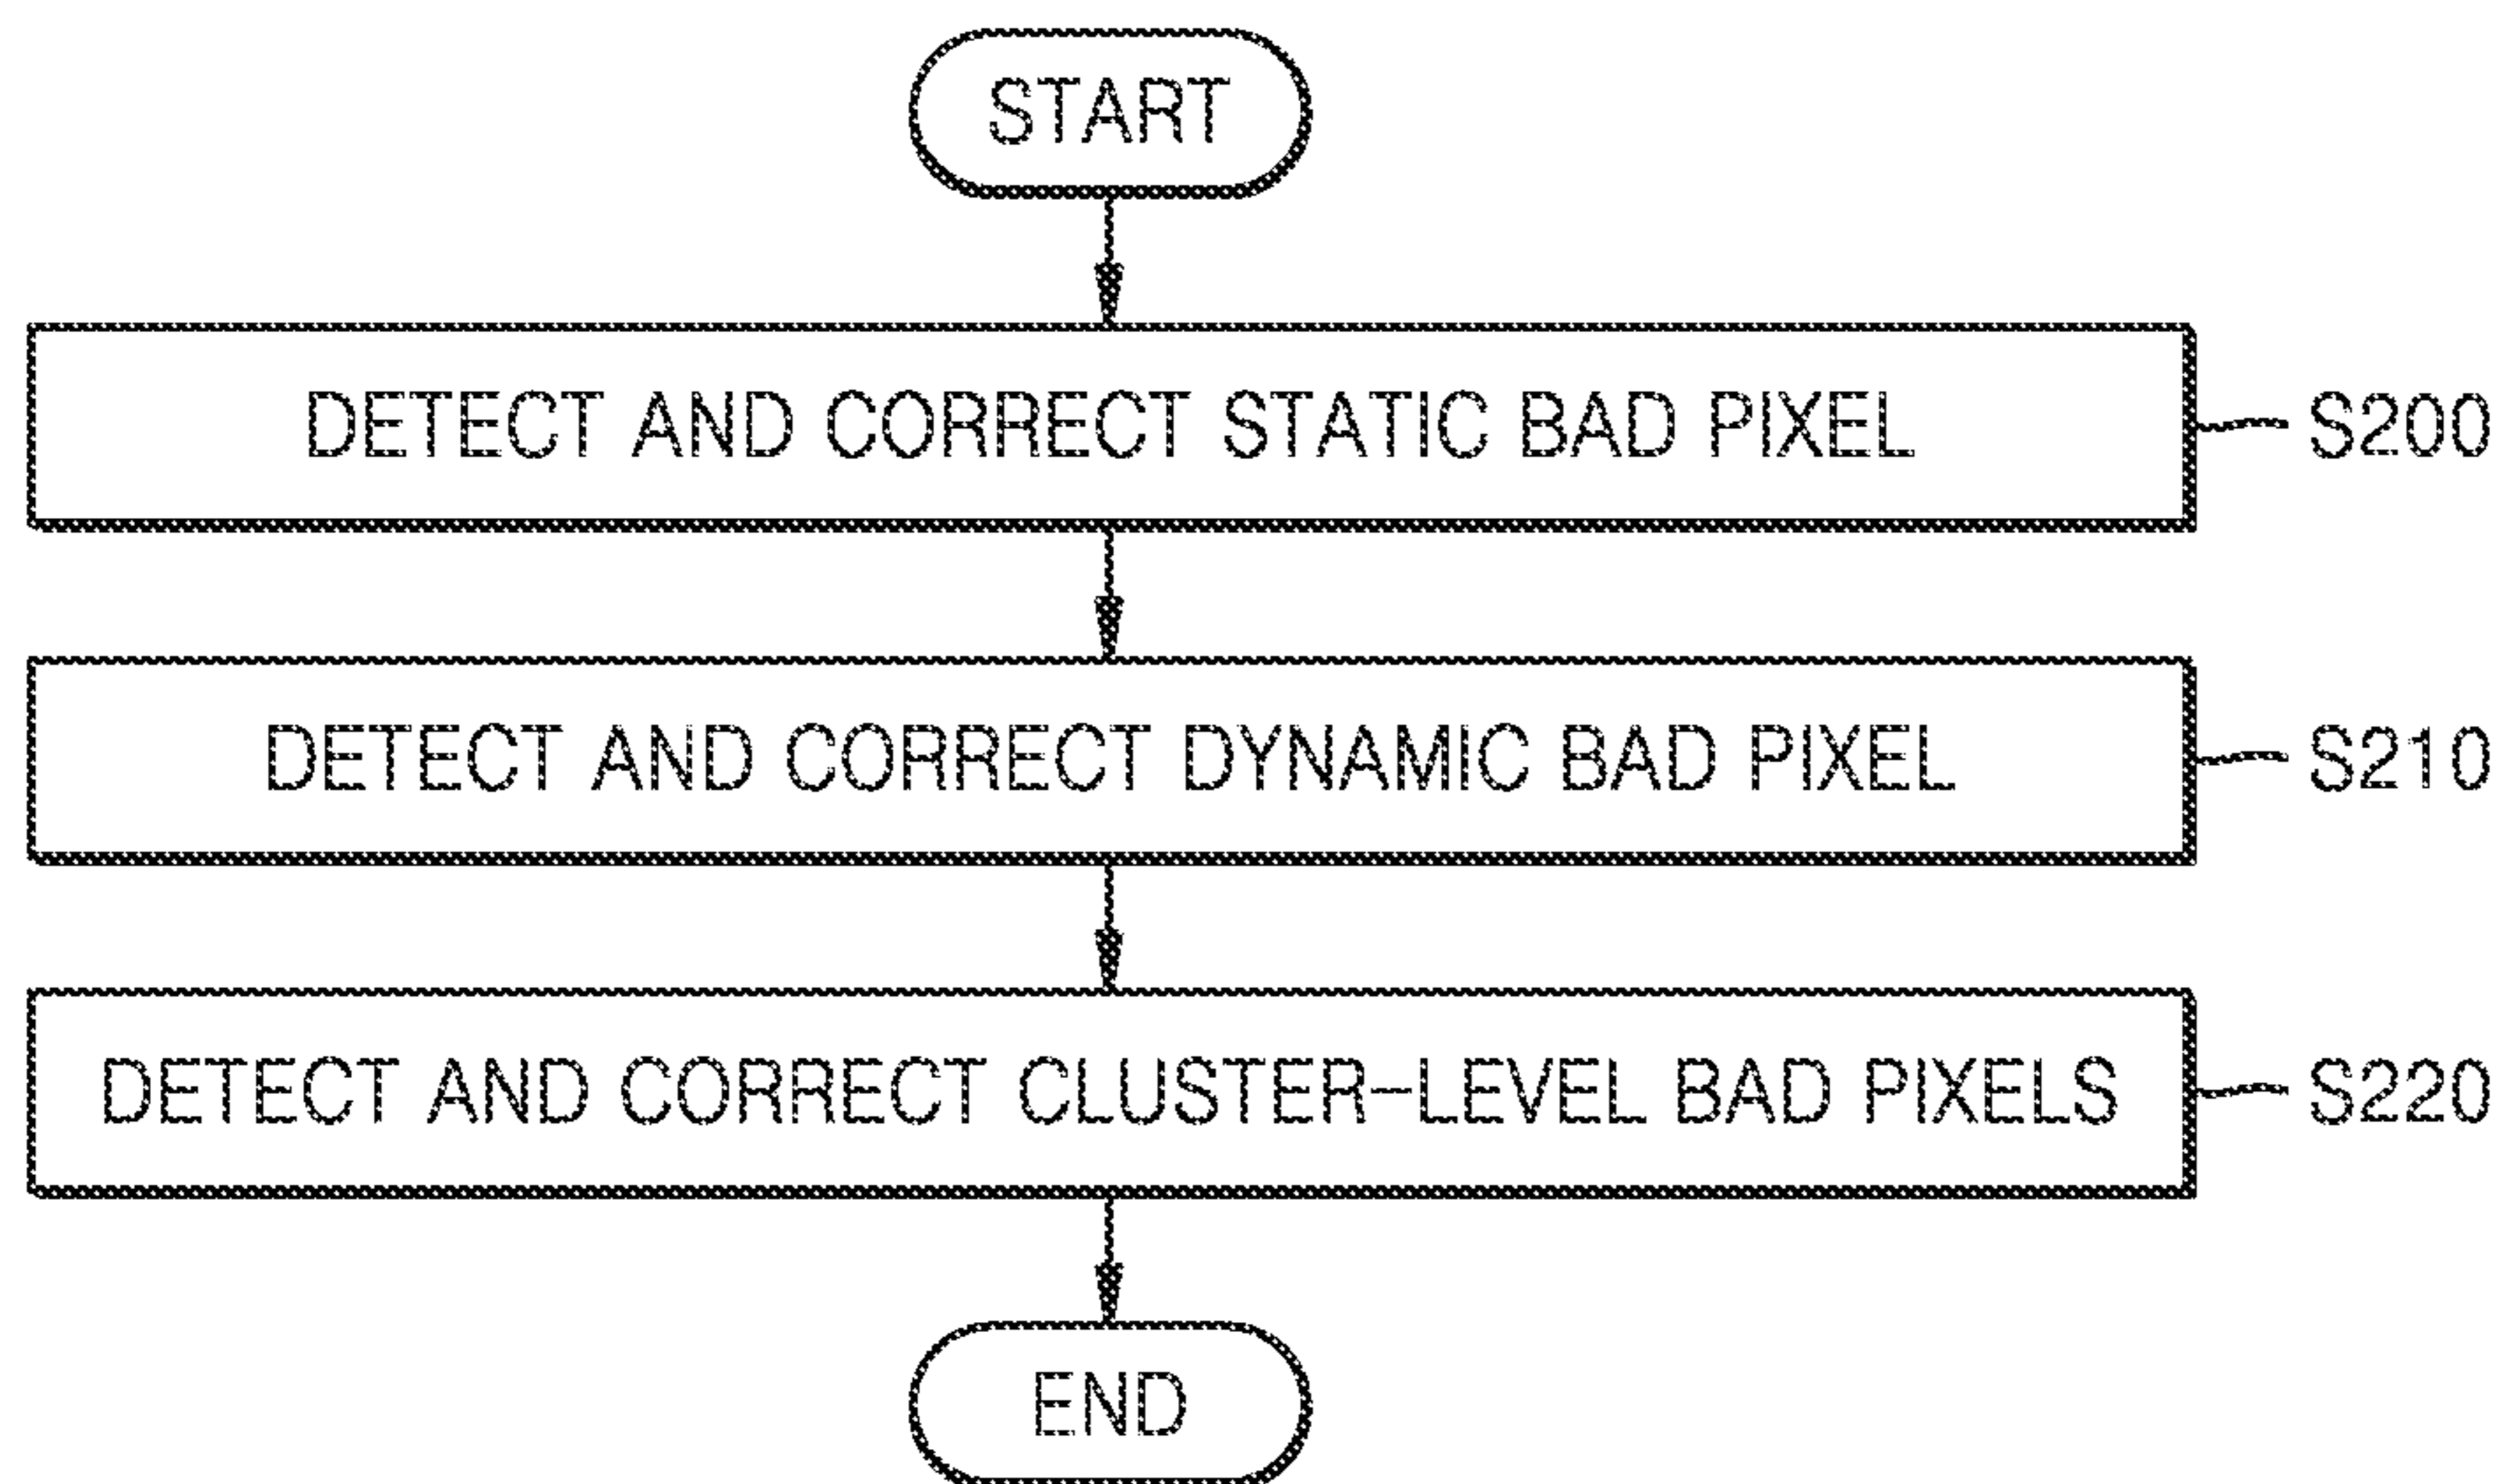 START
DETECT AND CORRECT STATIC BAD PIXEL S200
DETECT AND CORRECT DYNAMIC BAD PIXEL S210
DETECT AND CORRECT CLUSTER-LEVEL BAD PIXELS S220
END